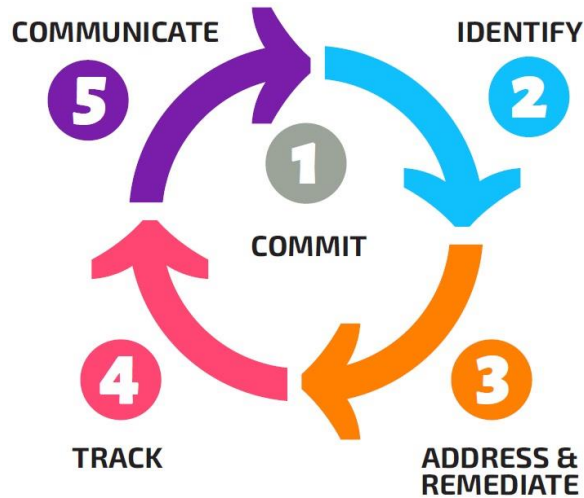 COMMUNICATE
5
IDENTIFY
2
1
COMMIT
4
TRACK
3
ADDRESS &
REMEDIATE